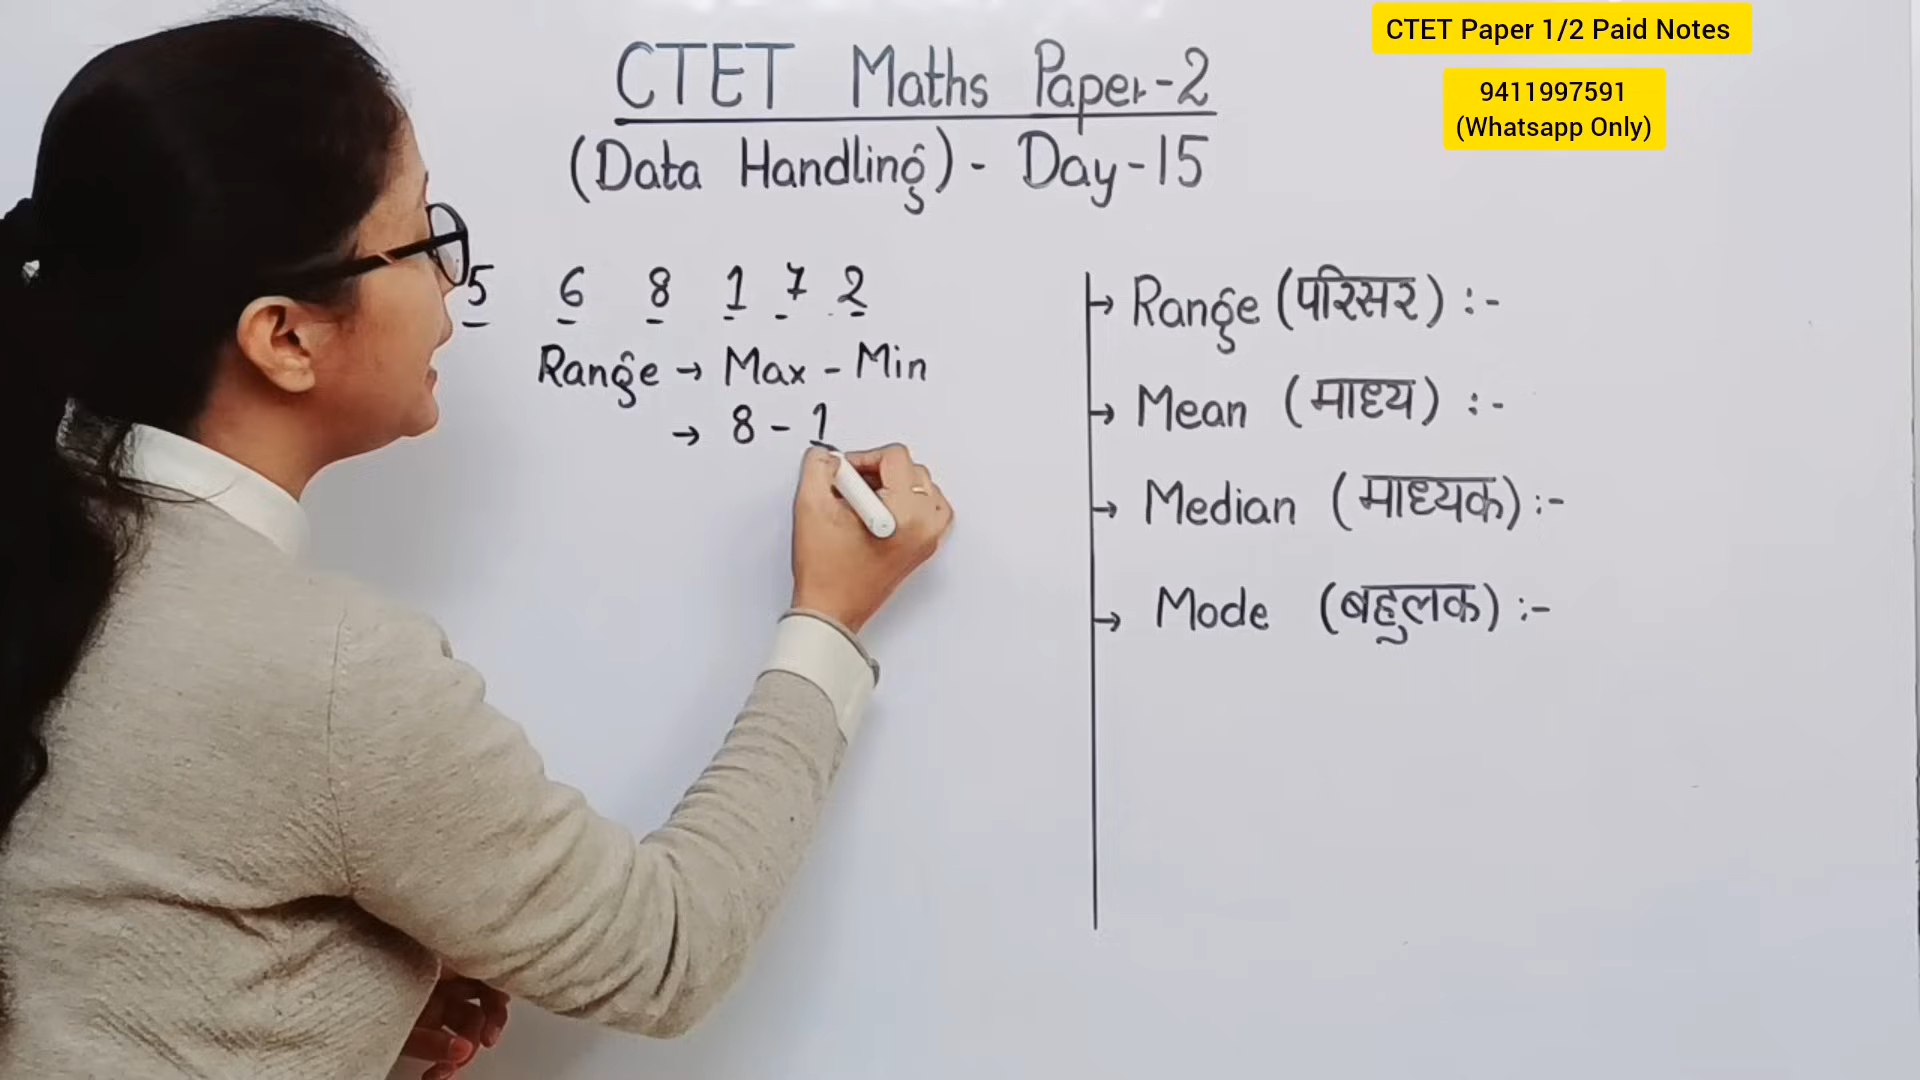 CTET Paper 1/2 Paid Notes
9411997591
(Whatsapp Only)
CTET Maths Paper-2
(Data Handling) - Day-15
5 6 8 1 7 2
Range → Max - Min
→ 8 - 1
→ Range (परिसर) :-
→ Mean (माध्य) :-
→ Median (माध्यक) :-
→ Mode (बहुलक) :-